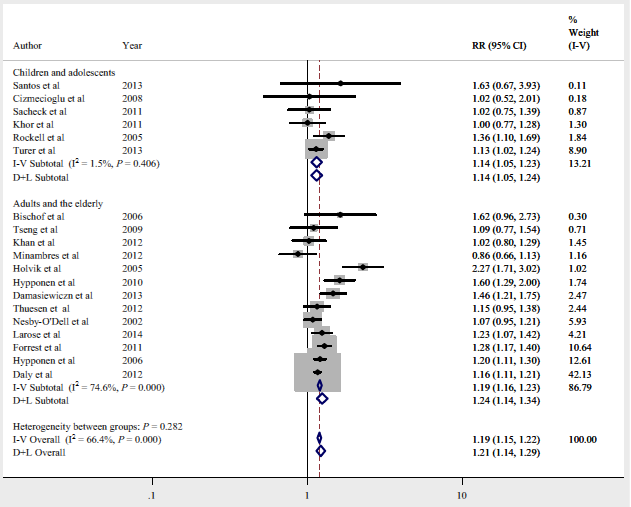 %
Weight
Author Year RR (95% CI) (I-V)
Children and adolescents
Santos et al 2013 1.63 (0.67, 3.93) 0.11
Cizmecioglu et al 2008 1.02 (0.52, 2.01) 0.18
Sacheck et al 2011 1.02 (0.75, 1.39) 0.87
Khor et al 2011 1.00 (0.77, 1.28) 1.30
Rockell et al 2005 1.36 (1.10, 1.69) 1.84
Turer et al 2013 1.13 (1.02, 1.24) 8.90
I-V Subtotal (I² = 1.5%, P = 0.406) 1.14 (1.05, 1.23) 13.21
D+L Subtotal 1.14 (1.05, 1.24)
Adults and the elderly
Bischof et al 2006 1.62 (0.96, 2.73) 0.30
Tseng et al 2009 1.09 (0.77, 1.54) 0.71
Khan et al 2012 1.02 (0.80, 1.29) 1.45
Minambres et al 2012 0.86 (0.66, 1.13) 1.16
Holvik et al 2005 2.27 (1.71, 3.02) 1.02
Hypponen et al 2010 1.60 (1.29, 2.00) 1.74
Damasiewiczn et al 2013 1.46 (1.21, 1.75) 2.47
Thuesen et al 2012 1.15 (0.95, 1.38) 2.44
Nesby-O'Dell et al 2002 1.07 (0.95, 1.21) 5.93
Larose et al 2014 1.23 (1.07, 1.42) 4.21
Forrest et al 2011 1.28 (1.17, 1.40) 10.64
Hypponen et al 2006 1.20 (1.11, 1.30) 12.61
Daly et al 2012 1.16 (1.11, 1.21) 42.13
I-V Subtotal (I² = 74.6%, P = 0.000) 1.19 (1.16, 1.23) 86.79
D+L Subtotal 1.24 (1.14, 1.34)
Heterogeneity between groups: P = 0.282
I-V Overall (I² = 66.4%, P = 0.000) 1.19 (1.15, 1.22) 100.00
D+L Overall 1.21 (1.14, 1.29)
.1 1 10